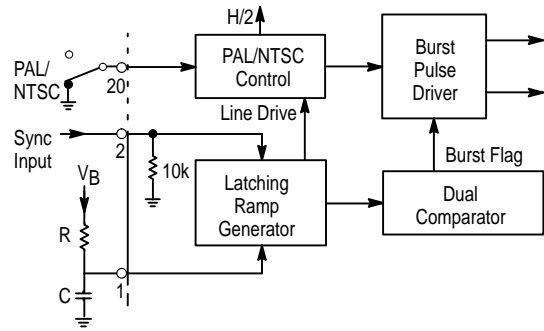 H/2
PAL/
NTSC
20
PAL/NTSC
Control
Burst
Pulse
Driver
Line Drive
Sync
Input
2
10k
Burst Flag
VB
R
C
1
Latching
Ramp
Generator
Dual
Comparator